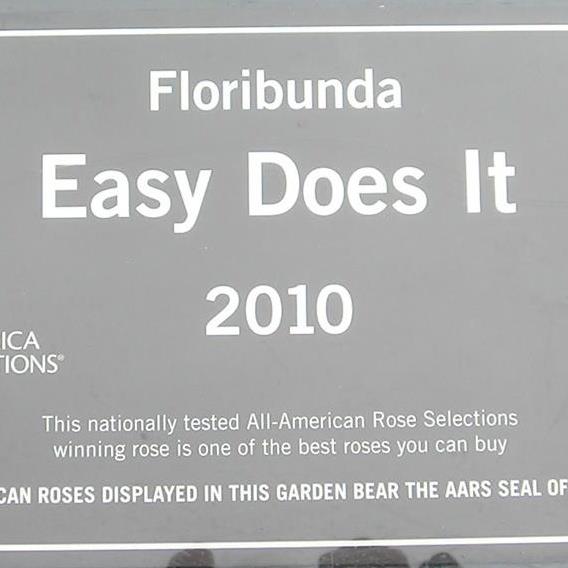 Floribunda
Easy Does It
2010
ICA
TIONS®
This nationally tested All-American Rose Selections
winning rose is one of the best roses you can buy
CAN ROSES DISPLAYED IN THIS GARDEN BEAR THE AARS SEAL OF